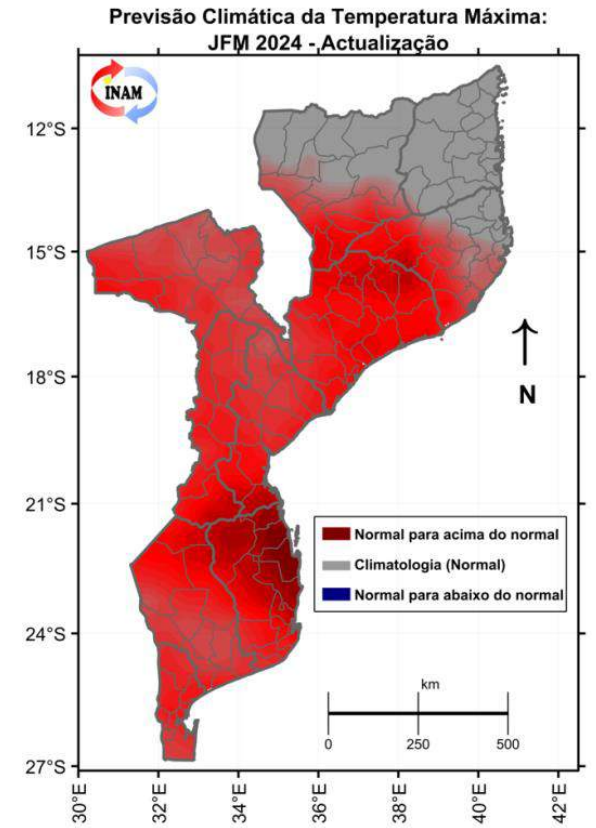 Previsão Climática da Temperatura Máxima:
JFM 2024 - Actualização
INAM
12°S
15°S
18°S
21°S
24°S
27°S
N
Normal para acima do normal
Climatologia (Normal)
Normal para abaixo do normal
km
0 250 500
30°E 32°E 34°E 36°E 38°E 40°E 42°E